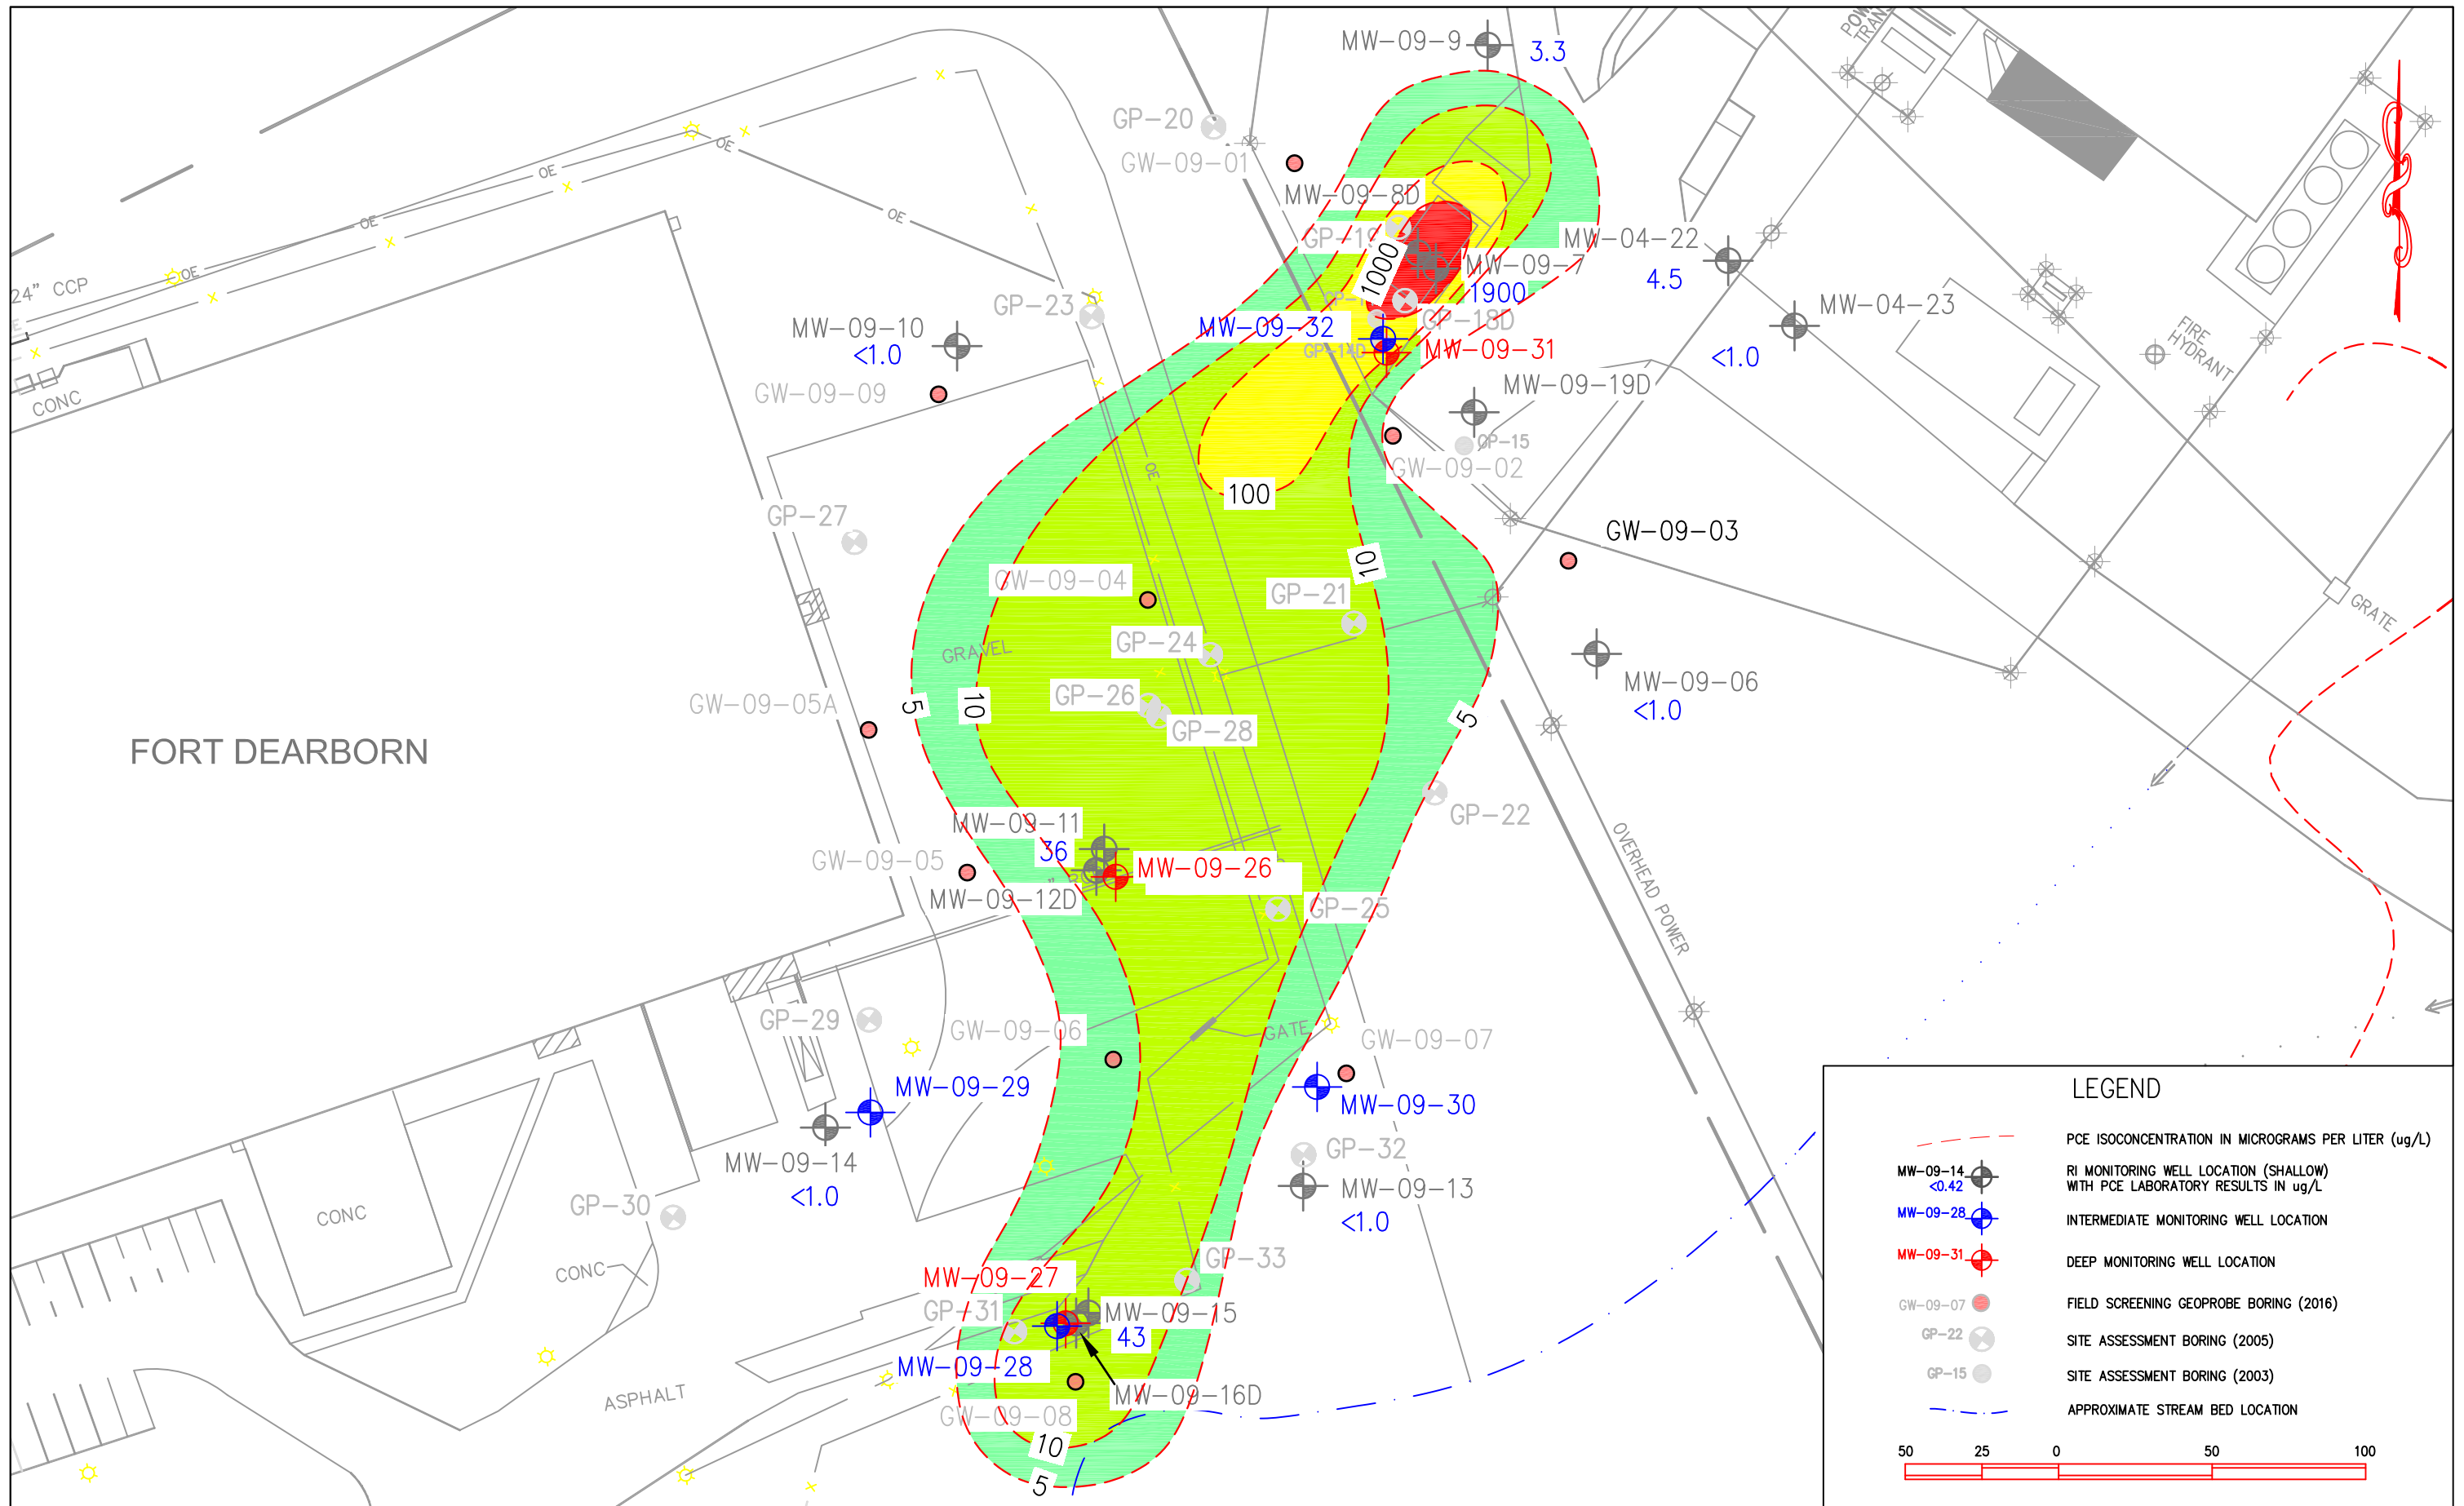 MW-09-9
3.3
GP-20
GW-09-01
MW-09-8D
OE
OE
OE
OE
24" CCP
GP-19
1000
MW-04-22
4.5
MW-09-7
1900
GP-23
MW-09-10
<1.0
MW-09-32
GP-18D
GP-14D
MW-09-31
MW-04-23
<1.0
FIRE
HYDRANT
CONC
GW-09-09
MW-09-19D
GP-15
GW-09-02
OE
100
GP-27
10
GW-09-03
GW-09-04
GP-21
GRATE
GRAVEL
GP-24
GP-26
GP-28
MW-09-06
<1.0
GW-09-05A
5
10
5
FORT DEARBORN
GP-22
MW-09-11
36
GW-09-05
MW-09-26
MW-09-12D
GP-25
OVERHEAD POWER
GP-29
GW-09-06
GATE
GW-09-07
MW-09-29
MW-09-30
MW-09-14
<1.0
GP-32
MW-09-13
<1.0
GP-30
CONC
CONC
GP-33
MW-09-27
GP-31
MW-09-15
43
MW-09-28
MW-09-16D
ASPHALT
GW-09-08
10
5
LEGEND
PCE ISOCONCENTRATION IN MICROGRAMS PER LITER (ug/L)
MW-09-14
<0.42
RI MONITORING WELL LOCATION (SHALLOW)
WITH PCE LABORATORY RESULTS IN ug/L
MW-09-28
INTERMEDIATE MONITORING WELL LOCATION
MW-09-31
DEEP MONITORING WELL LOCATION
GW-09-07
FIELD SCREENING GEOPROBE BORING (2016)
GP-22
SITE ASSESSMENT BORING (2005)
GP-15
SITE ASSESSMENT BORING (2003)
APPROXIMATE STREAM BED LOCATION
50 25 0 50 100